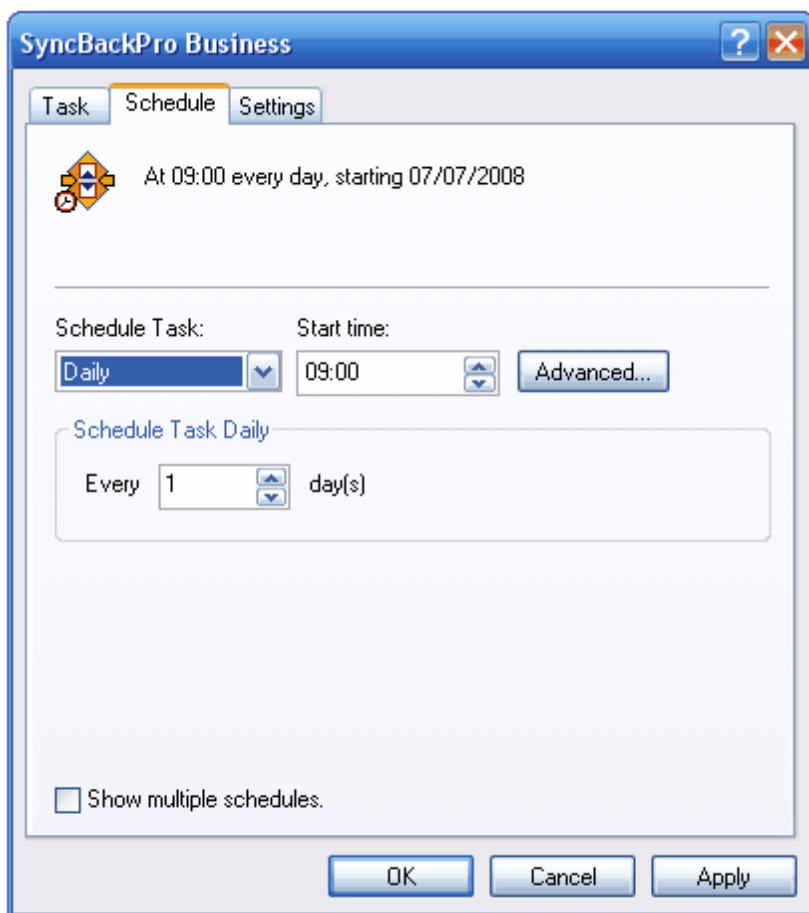 SyncBackPro Business
Task Schedule Settings
At 09:00 every day, starting 07/07/2008
Schedule Task: Start time:
Daily 09:00 Advanced...
Schedule Task Daily
Every 1 day(s)
Show multiple schedules.
OK Cancel Apply